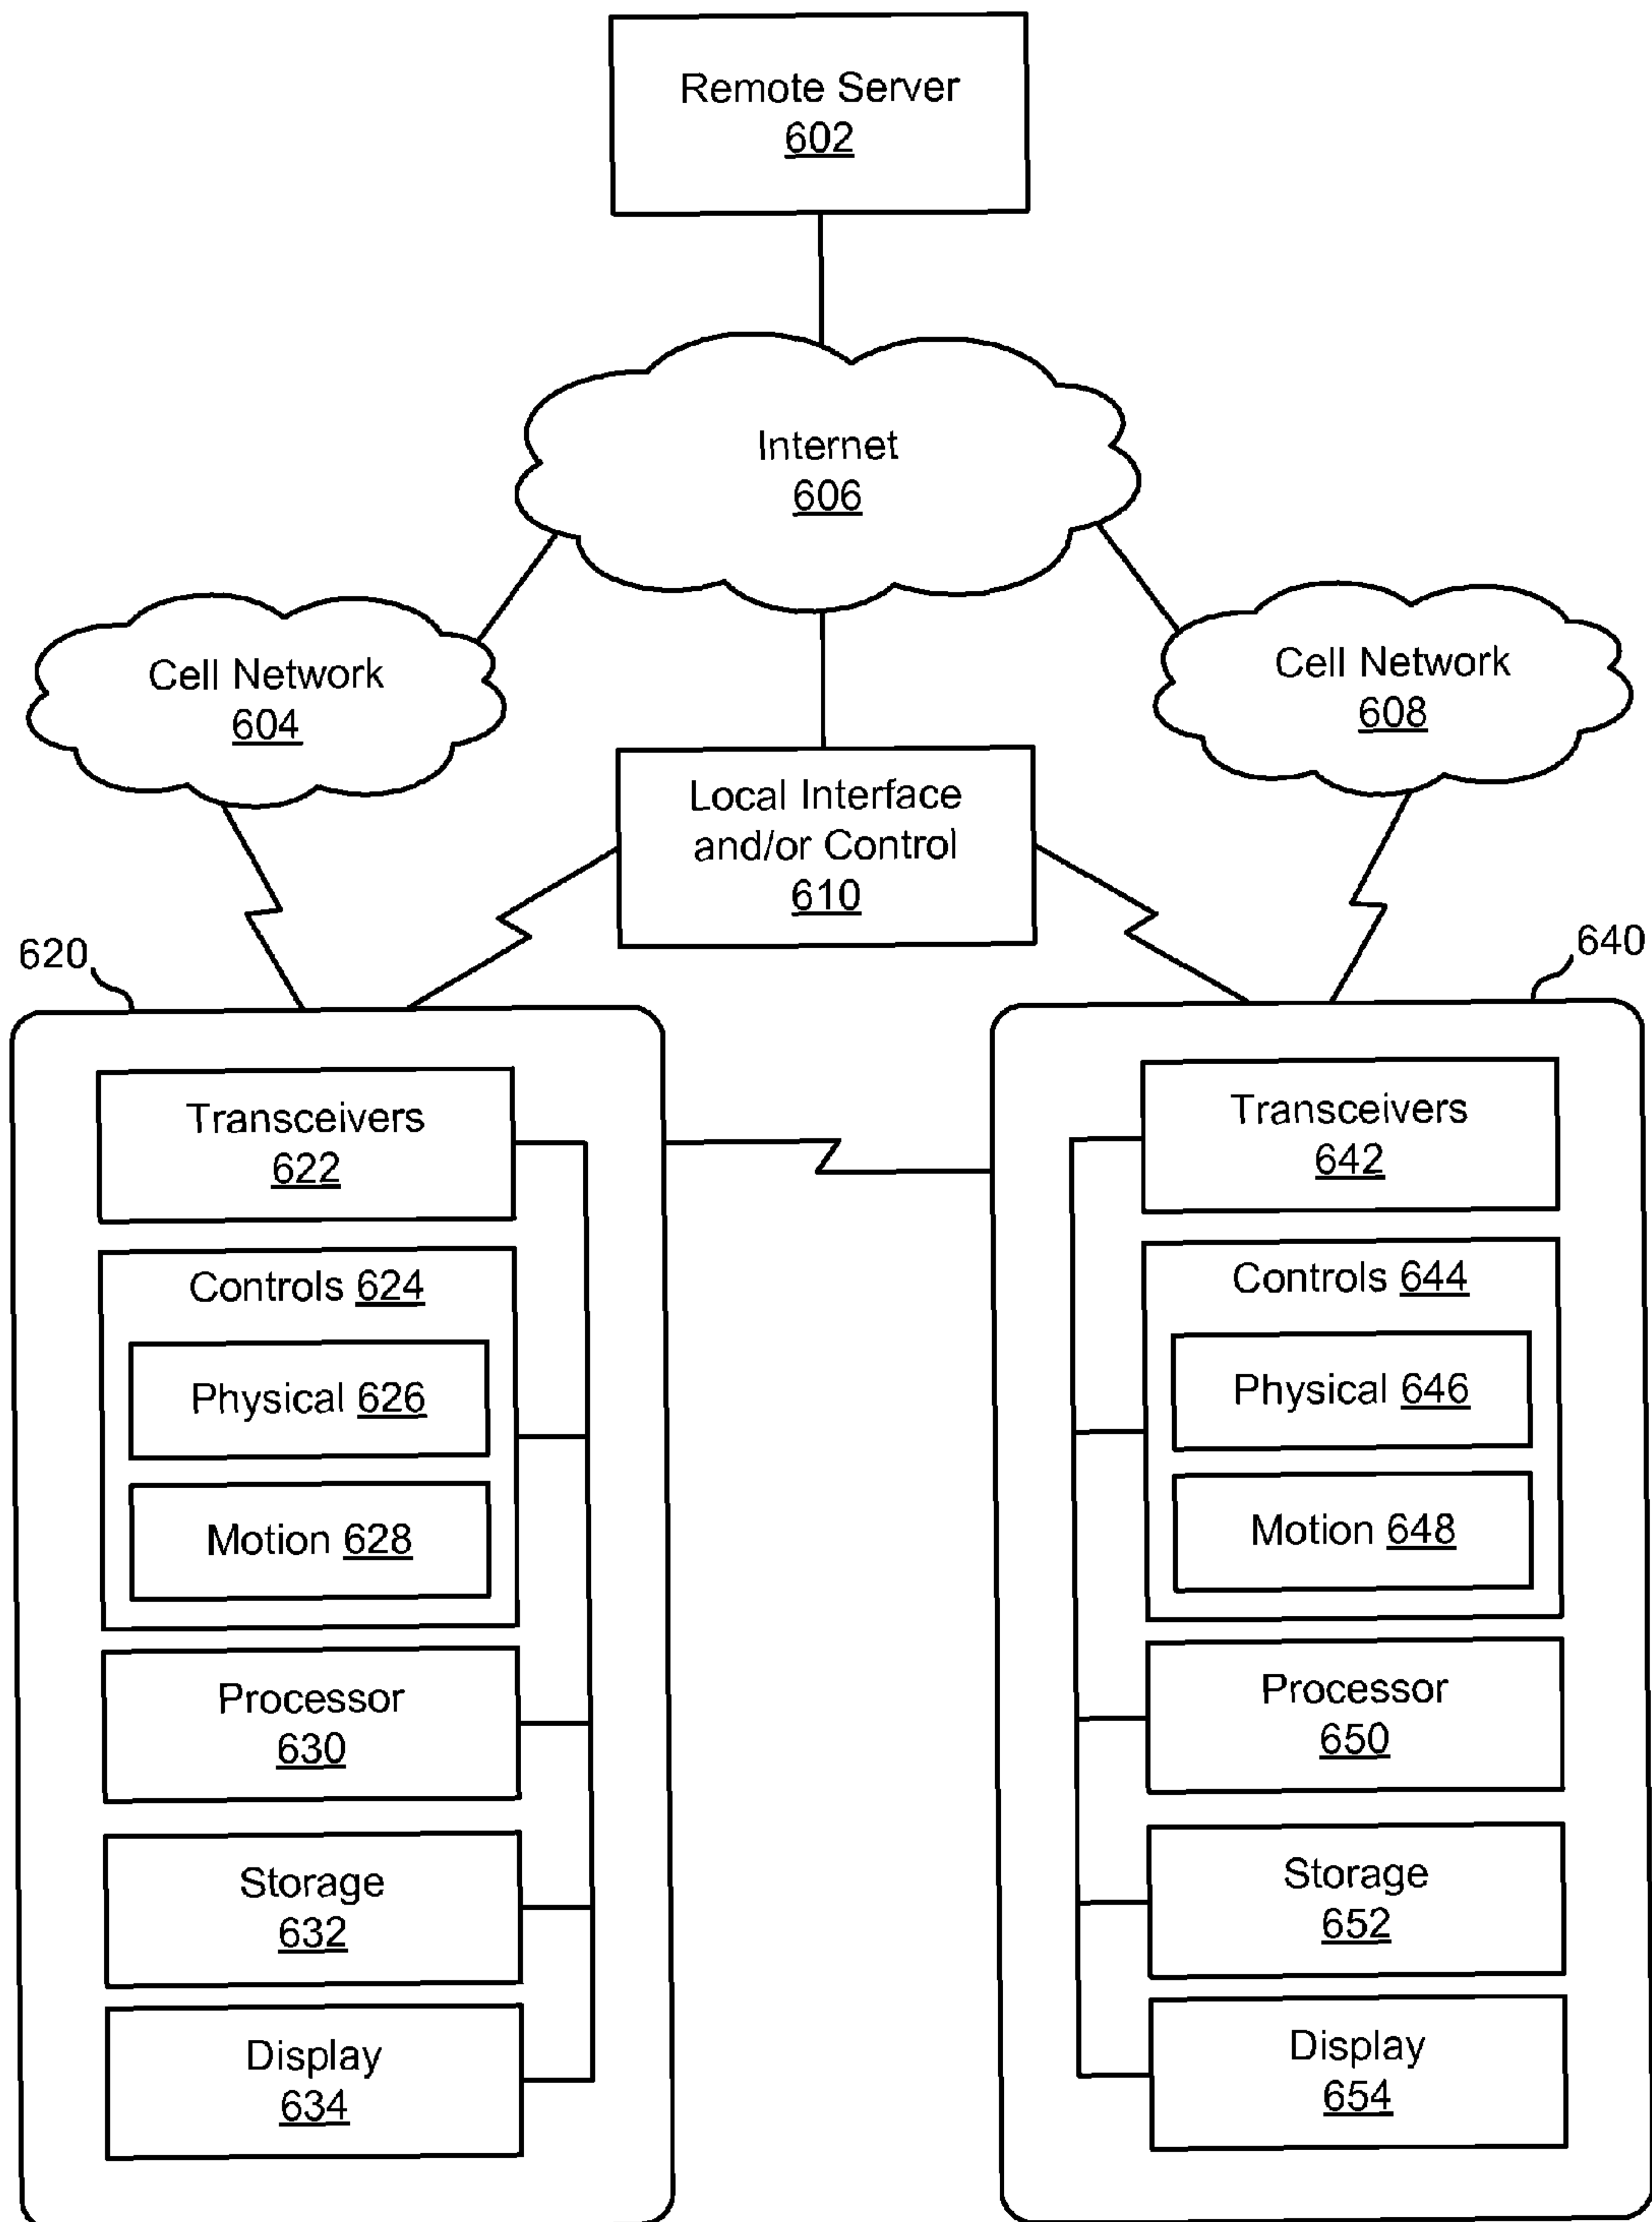 Remote Server
602
Internet
606
Cell Network
604
Cell Network
608
Local Interface
and/or Control
610
620
640
Transceivers
622
Controls 624
Physical 626
Motion 628
Processor
630
Storage
632
Display
634
Transceivers
642
Controls 644
Physical 646
Motion 648
Processor
650
Storage
652
Display
654